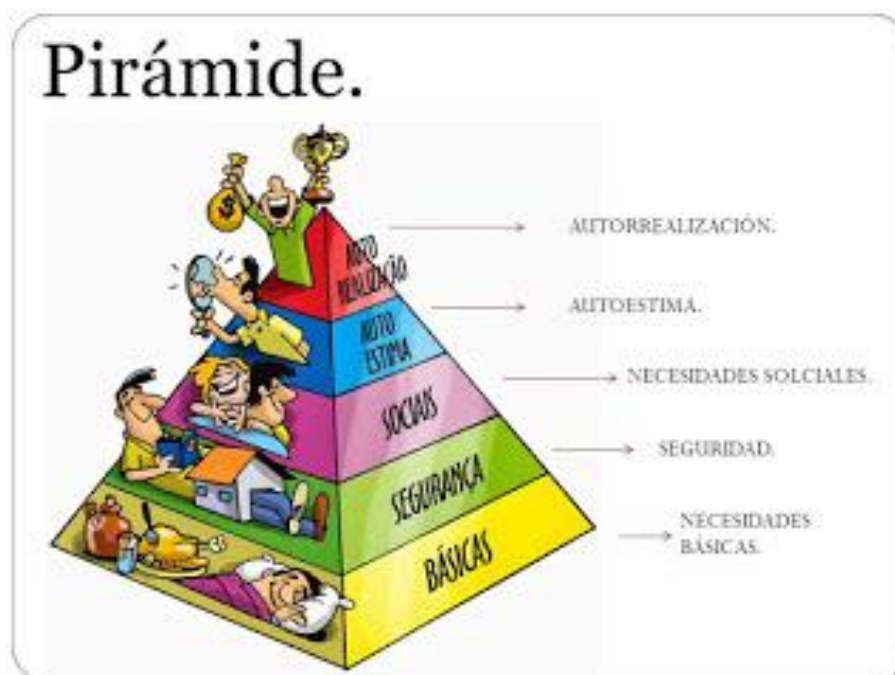 Pirámide.
AUTO
REALIZAÇÃO
AUTORREALIZACIÓN.
AUTO
ESTIMA
AUTOESTIMA.
SOCIAIS
NECESIDADES SOLCIALES.
SEGURANÇA
SEGURIDAD.
BÁSICAS
NECESIDADES
BÁSICAS.
$